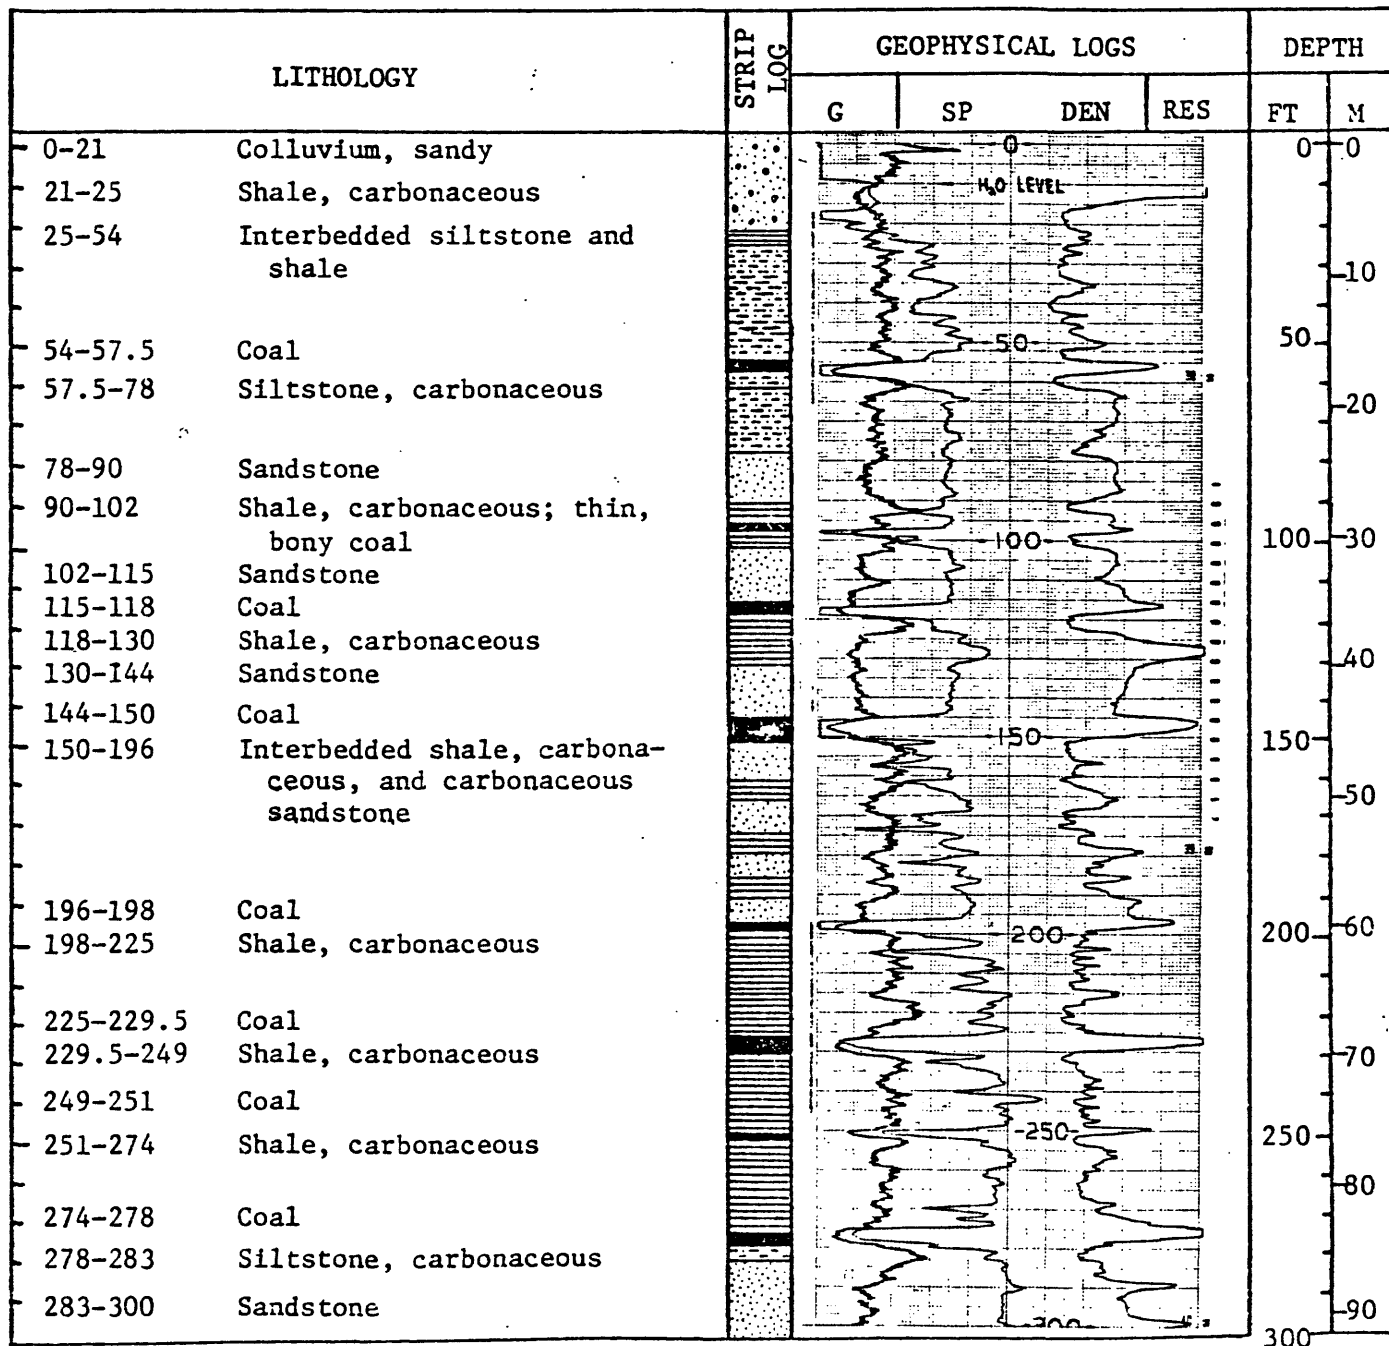 LITHOLOGY
STRIP LOG
GEOPHYSICAL LOGS
DEPTH
G SP DEN RES
FT M
0-21 Colluvium, sandy
21-25 Shale, carbonaceous
25-54 Interbedded siltstone and
shale
54-57.5 Coal
57.5-78 Siltstone, carbonaceous
78-90 Sandstone
90-102 Shale, carbonaceous; thin,
bony coal
102-115 Sandstone
115-118 Coal
118-130 Shale, carbonaceous
130-144 Sandstone
144-150 Coal
150-196 Interbedded shale, carbona-
ceous, and carbonaceous
sandstone
196-198 Coal
198-225 Shale, carbonaceous
225-229.5 Coal
229.5-249 Shale, carbonaceous
249-251 Coal
251-274 Shale, carbonaceous
274-278 Coal
278-283 Siltstone, carbonaceous
283-300 Sandstone
0
H2O LEVEL
50
100
150
200
250
300
0
50
100
150
200
250
300
0
10
20
30
40
50
60
70
80
90